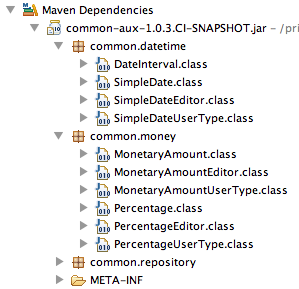 Maven Dependencies
common-aux-1.0.3.CI-SNAPSHOT.jar - /pri
common.datetime
DateInterval.class
SimpleDate.class
SimpleDateEditor.class
SimpleDateUserType.class
common.money
MonetaryAmount.class
MonetaryAmountEditor.class
MonetaryAmountUserType.class
Percentage.class
PercentageEditor.class
PercentageUserType.class
common.repository
META-INF